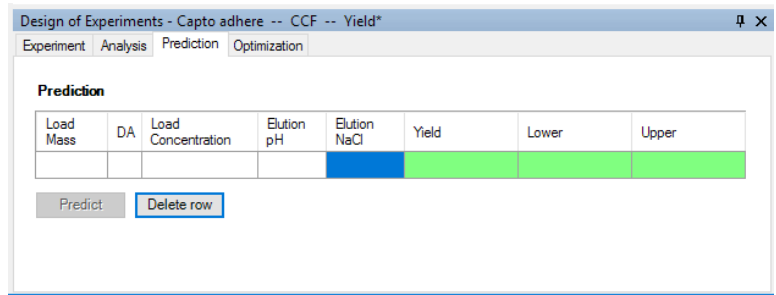 Design of Experiments - Capto adhere -- CCF -- Yield*
Experiment Analysis Prediction Optimization
Prediction
Load Mass DA Load Concentration Elution pH Elution NaCl Yield Lower Upper
Predict Delete row